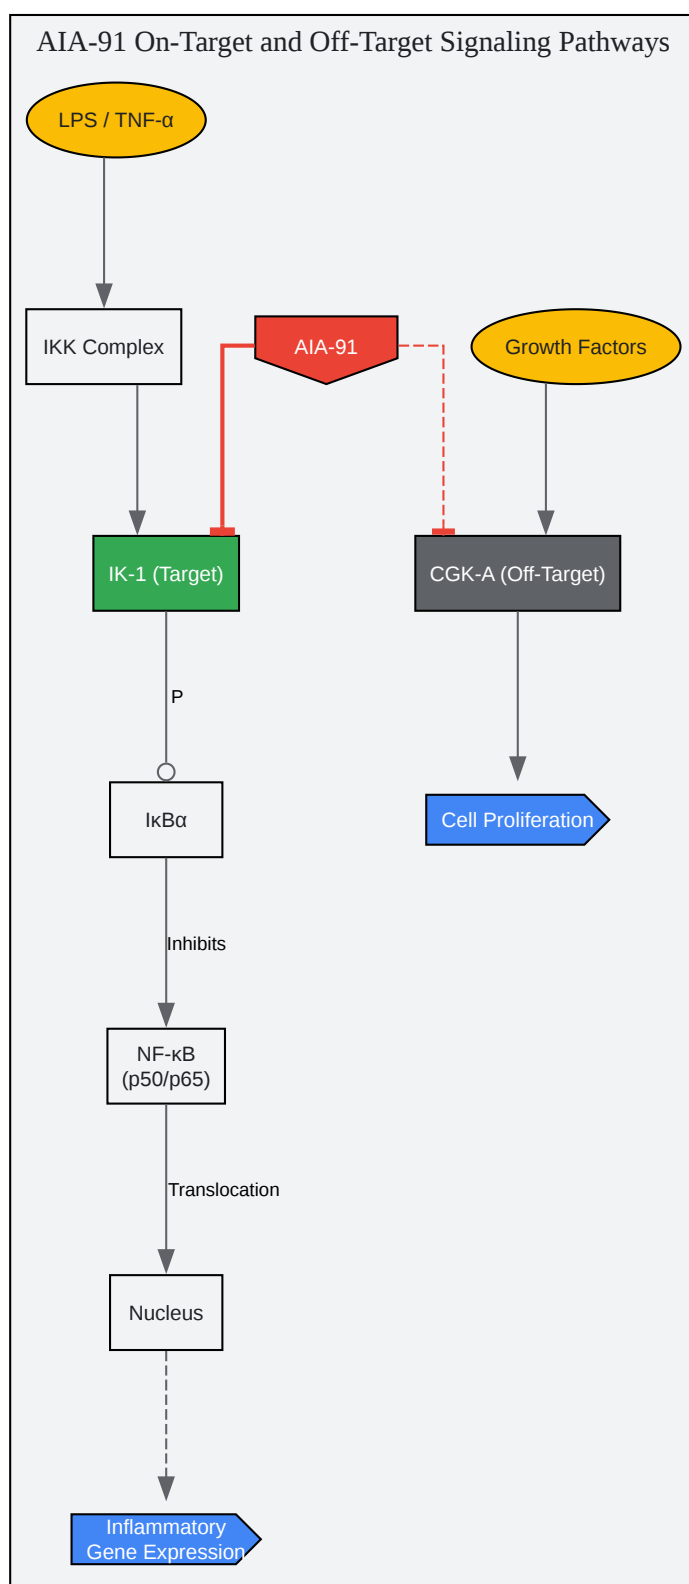 AIA-91 On-Target and Off-Target Signaling Pathways
LPS / TNF-α
IKK Complex
AIA-91
Growth Factors
IK-1 (Target)
CGK-A (Off-Target)
P
IκBα
Cell Proliferation
Inhibits
NF-κB
(p50/p65)
Translocation
Nucleus
Inflammatory
Gene Expression